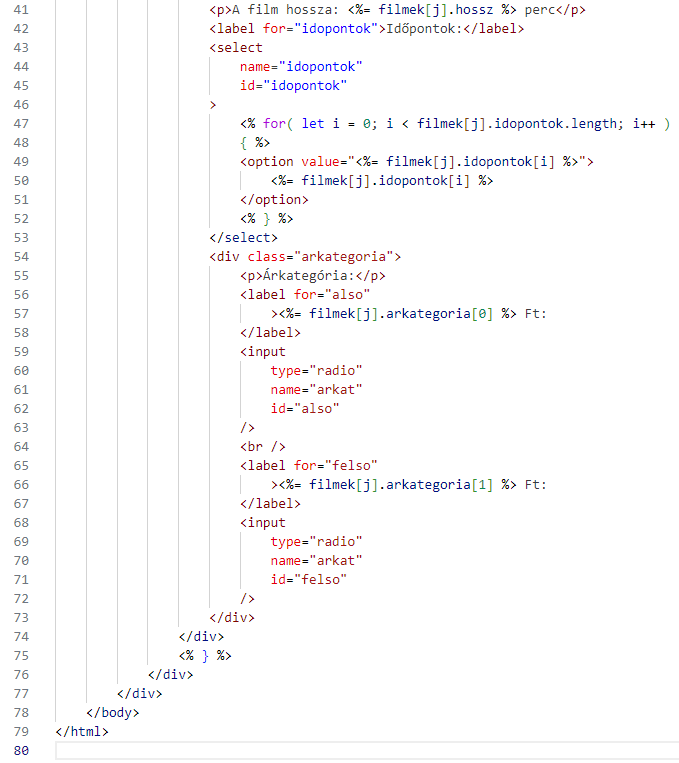 41 <p>A film hossza: <%= filmek[j].hossz %> perc</p>
42 <label for="idopontok">Időpontok:</label>
43 <select
44 name="idopontok"
45 id="idopontok"
46 >
47 <% for( let i = 0; i < filmek[j].idopontok.length; i++ )
48 { %>
49 <option value="<%= filmek[j].idopontok[i] %>">
50 <%= filmek[j].idopontok[i] %>
51 </option>
52 <% } %>
53 </select>
54 <div class="arkategoria">
55 <p>Árkategória:</p>
56 <label for="also"
57 ><%= filmek[j].arkategoria[0] %> Ft:
58 </label>
59 <input
60 type="radio"
61 name="arkat"
62 id="also"
63 />
64 <br />
65 <label for="felso"
66 ><%= filmek[j].arkategoria[1] %> Ft:
67 </label>
68 <input
69 type="radio"
70 name="arkat"
71 id="felso"
72 />
73 </div>
74 </div>
75 <% } %>
76 </div>
77 </div>
78 </body>
79 </html>
80